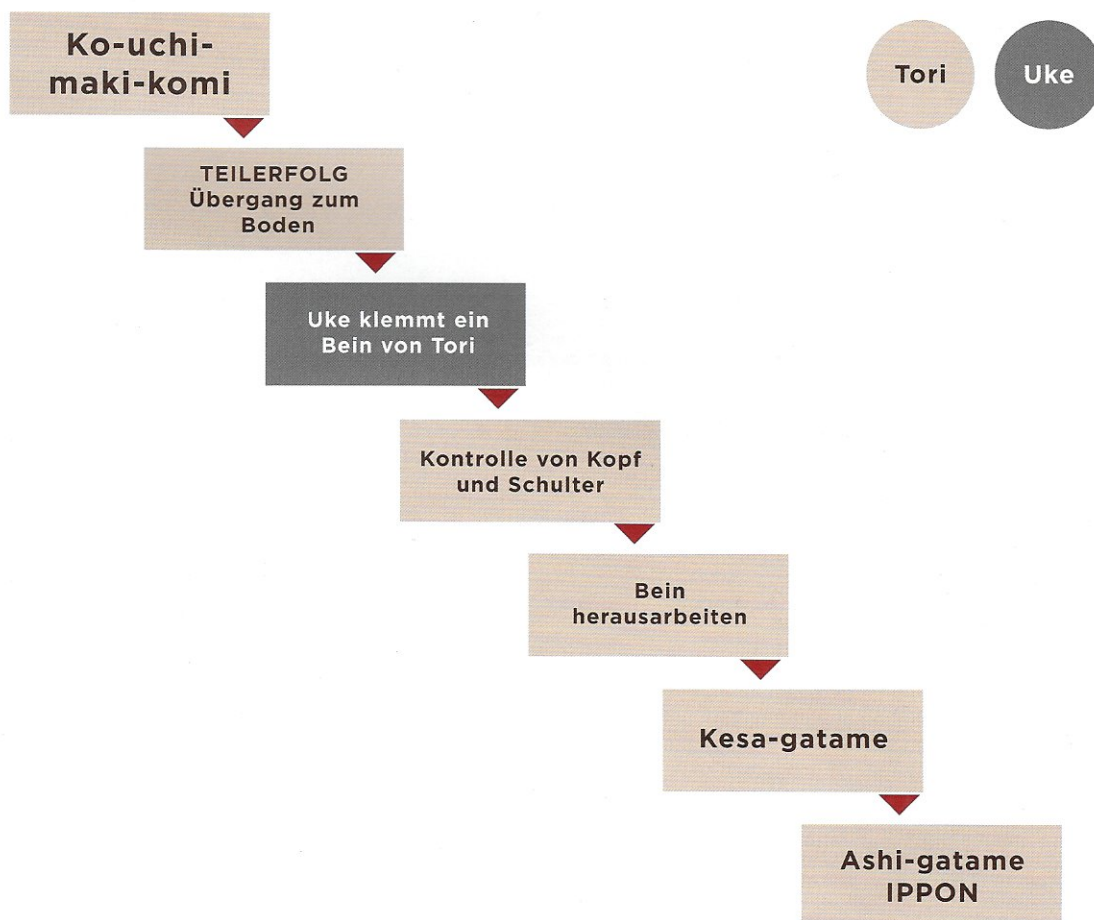 Ko-uchi-
maki-komi
Tori
Uke
TEILERFOLG
Übergang zum
Boden
Uke klemmt ein
Bein von Tori
Kontrolle von Kopf
und Schulter
Bein
herausarbeiten
Kesa-gatame
Ashi-gatame
IPPON